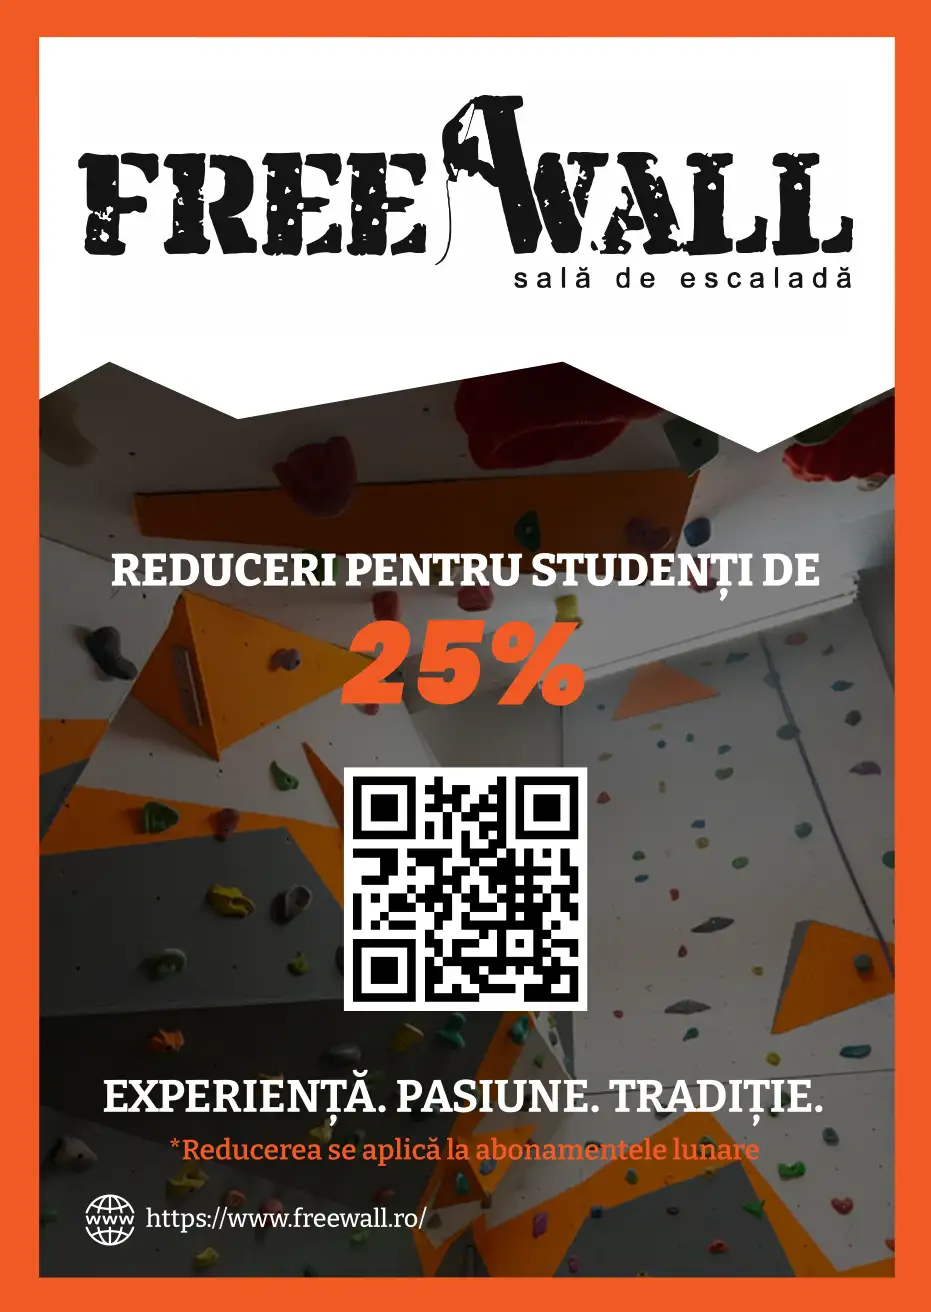 FREEWALL
sală de escaladă
REDUCERI PENTRU STUDENȚI DE
25%
EXPERIENȚĂ. PASIUNE. TRADIȚIE.
*Reducerea se aplică la abonamentele lunare
www https://www.freewall.ro/